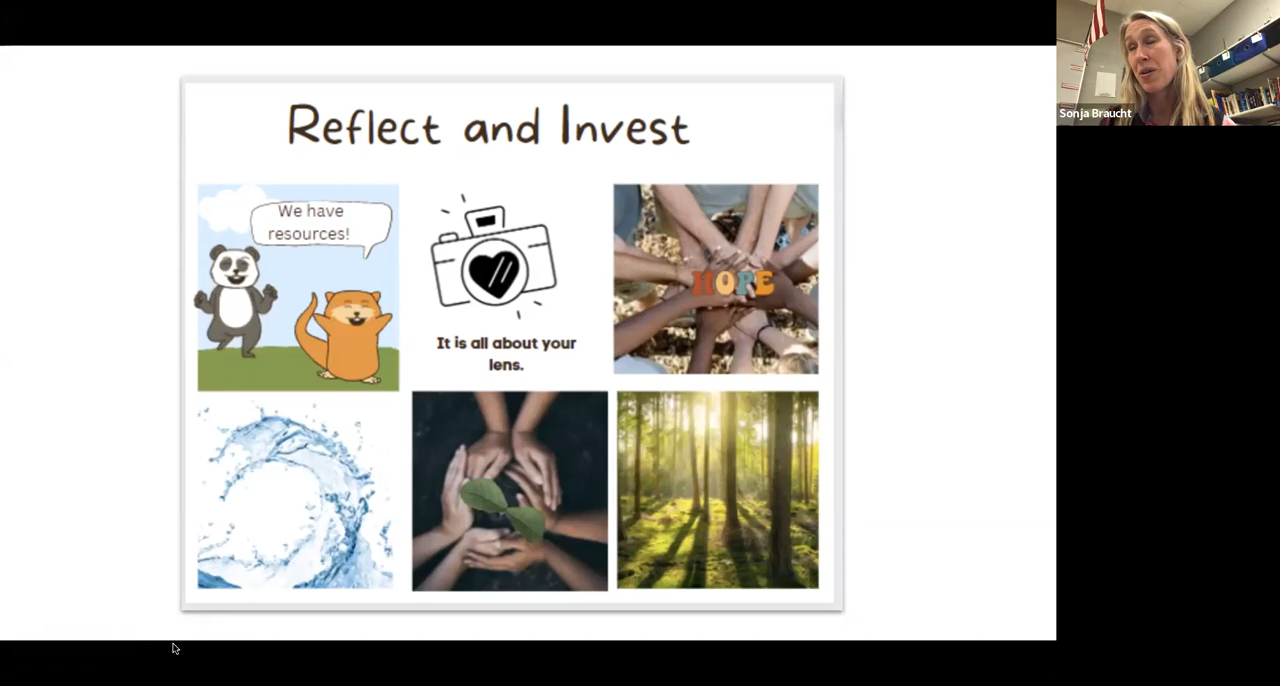 Sonja Braucht
Reflect and Invest
We have
resources!
It is all about your
lens.
HOPE